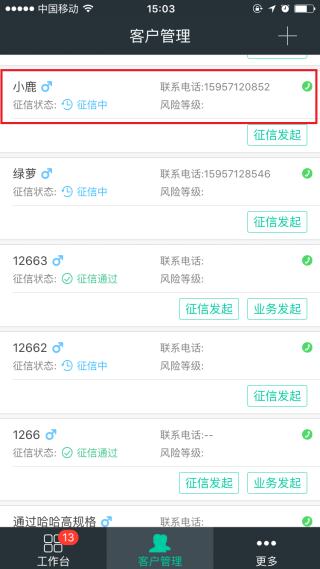 中国移动 15:03
客户管理
小鹿 联系电话:15957120852
征信状态: 征信中 风险等级:
征信发起
绿萝 联系电话:15957128546
征信状态: 征信中 风险等级:
征信发起
12663 联系电话:
征信状态: 征信通过 风险等级:
征信发起 业务发起
12662 联系电话:
征信状态: 征信中 风险等级:
征信发起
1266 联系电话:--
征信状态: 征信通过 风险等级:
征信发起 业务发起
通过哈哈高规格 联系电话:
13
工作台 客户管理 更多